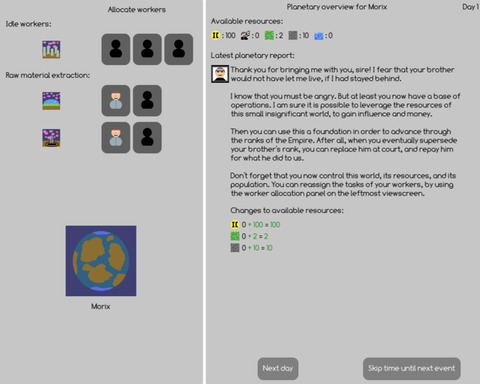 Allocate workers
Idle workers:
Raw material extraction:
Morix
Planetary overview for Morix
Day 1
Available resources:
:100 :0 :2 :10 :0
Latest planetary report:
Thank you for bringing me with you, sire! I fear that your brother
would not have let me live, if I had stayed behind.
I know that you must be angry. But at least you now have a base of
operations. I am sure it is possible to leverage the resources of
this small insignificant world, to gain influence and money.
Then you can use this a foundation in order to advance through
the ranks of the Empire. After all, when you eventually supersede
your brother's rank, you can replace him at court, and repay him
for what he did to us.
Don't forget that you now control this world, its resources, and its
population. You can reassign the tasks of your workers, by using
the worker allocation panel on the leftmost viewscreen.
Changes to available resources:
0 + 100 = 100
0 + 2 = 2
0 + 10 = 10
Next day
Skip time until next event